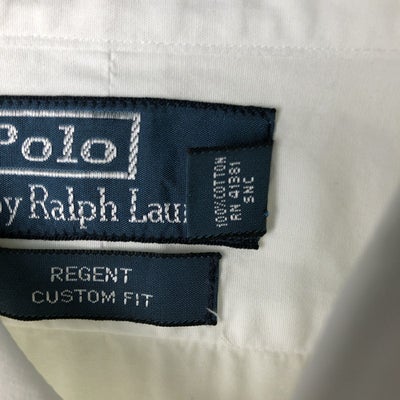 Polo
by Ralph Lau
100% COTTON
RN 41381
SNC
REGENT
CUSTOM FIT